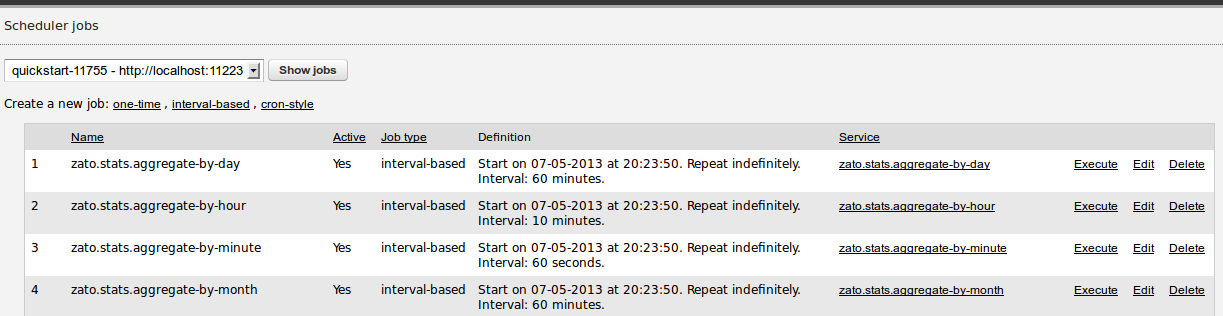 Scheduler jobs
quickstart-11755 - http://localhost:11223 Show jobs
Create a new job: one-time , interval-based , cron-style
Name Active Job type Definition Service
1 zato.stats.aggregate-by-day Yes interval-based Start on 07-05-2013 at 20:23:50. Repeat indefinitely. zato.stats.aggregate-by-day Execute Edit Delete
Interval: 60 minutes.
2 zato.stats.aggregate-by-hour Yes interval-based Start on 07-05-2013 at 20:23:50. Repeat indefinitely. zato.stats.aggregate-by-hour Execute Edit Delete
Interval: 10 minutes.
3 zato.stats.aggregate-by-minute Yes interval-based Start on 07-05-2013 at 20:23:50. Repeat indefinitely. zato.stats.aggregate-by-minute Execute Edit Delete
Interval: 60 seconds.
4 zato.stats.aggregate-by-month Yes interval-based Start on 07-05-2013 at 20:23:50. Repeat indefinitely. zato.stats.aggregate-by-month Execute Edit Delete
Interval: 60 minutes.